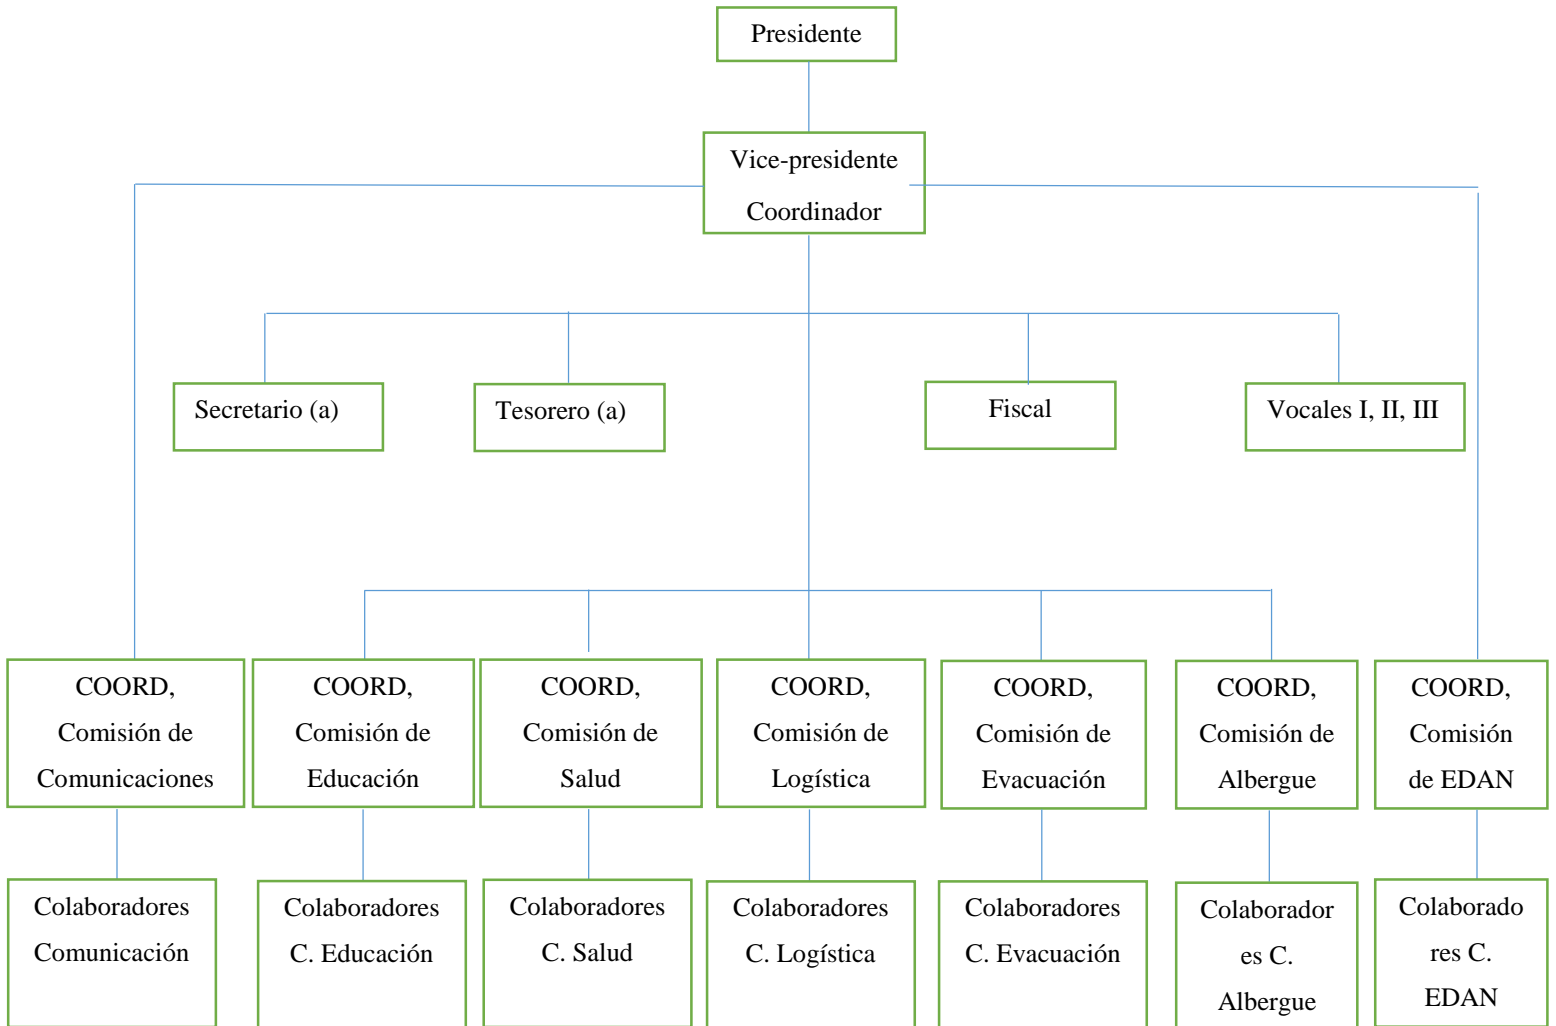 Presidente
Vice-presidente
Coordinador
Secretario (a)
Tesorero (a)
Fiscal
Vocales I, II, III
COORD,
Comisión de
Comunicaciones
COORD,
Comisión de
Educación
COORD,
Comisión de
Salud
COORD,
Comisión de
Logística
COORD,
Comisión de
Evacuación
COORD,
Comisión de
Albergue
COORD,
Comisión
de EDAN
Colaboradores
Comunicación
Colaboradores
C. Educación
Colaboradores
C. Salud
Colaboradores
C. Logística
Colaboradores
C. Evacuación
Colaborador
es C.
Albergue
Colaborado
res C.
EDAN